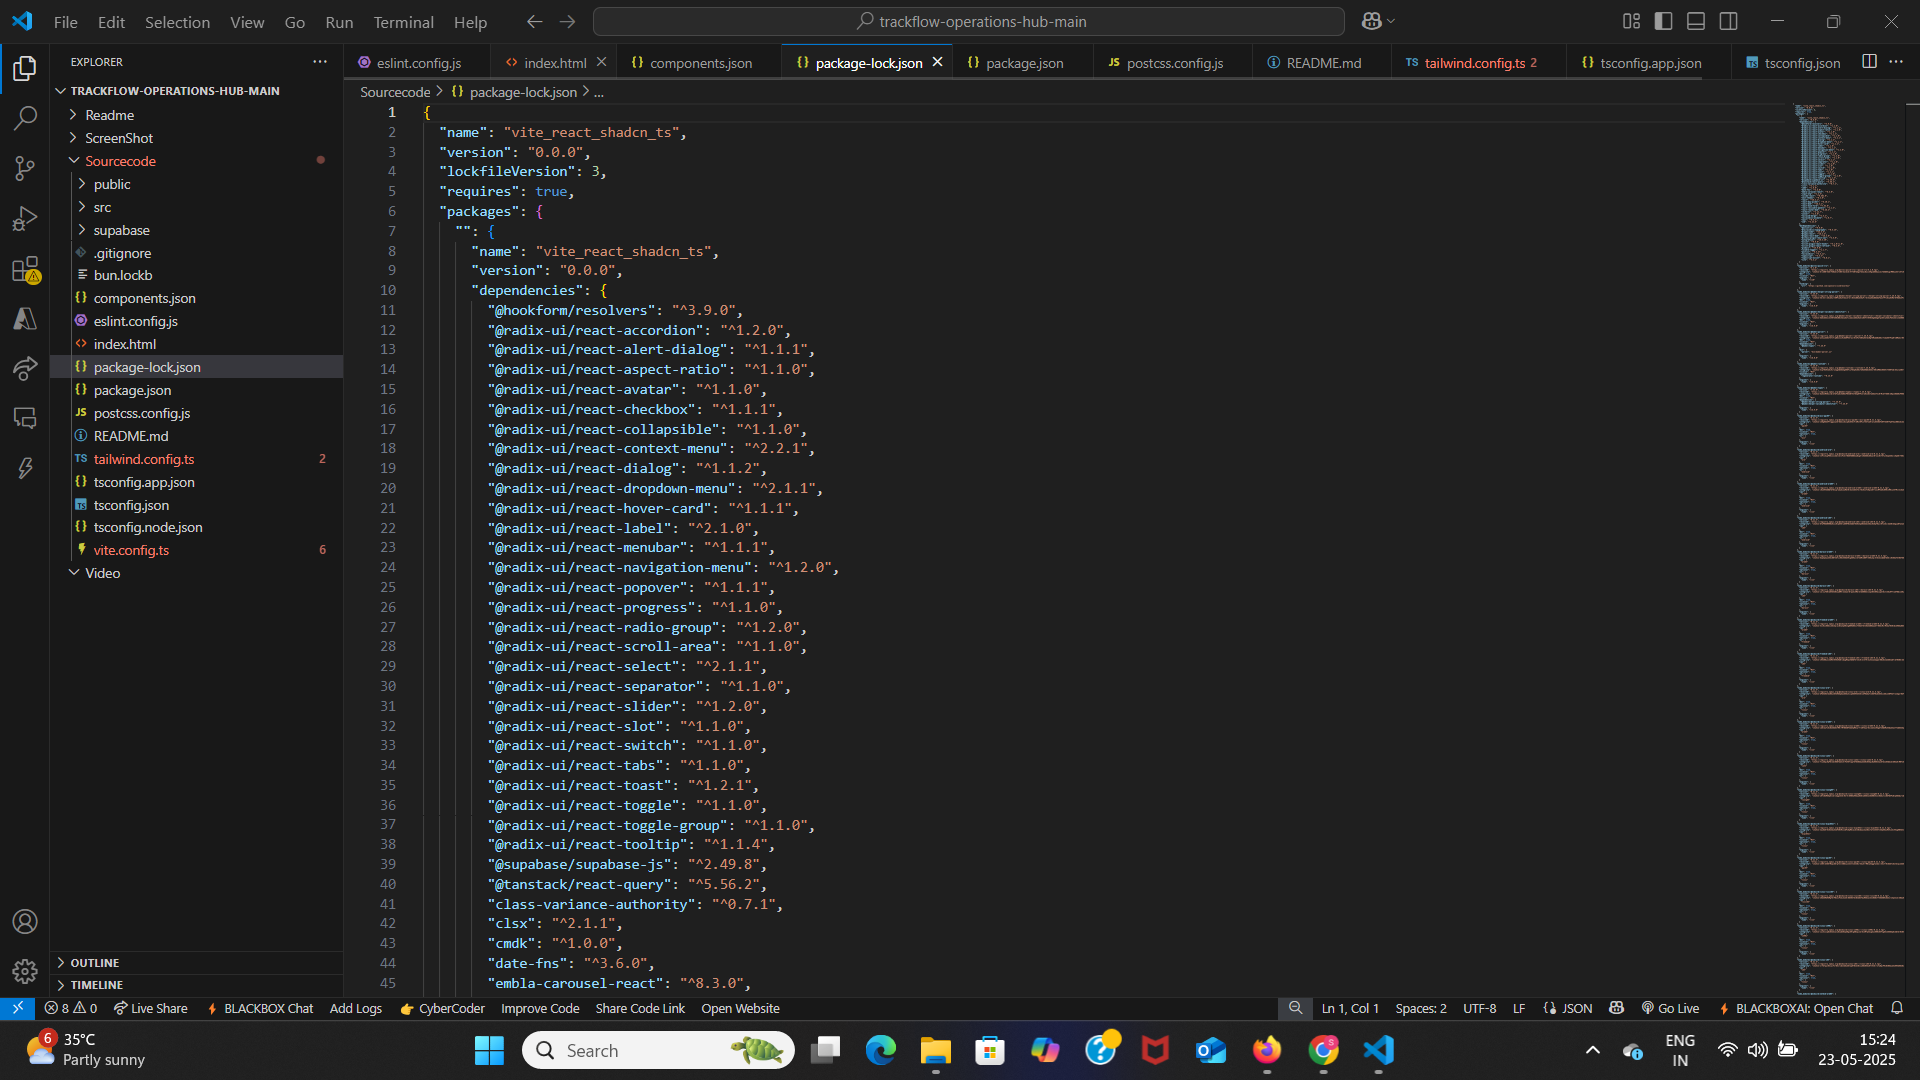 File Edit Selection View Go Run Terminal Help
trackflow-operations-hub-main
EXPLORER
TRACKFLOW-OPERATIONS-HUB-MAIN
Readme
ScreenShot
Sourcecode
public
src
supabase
.gitignore
bun.lockb
components.json
eslint.config.js
index.html
package-lock.json
package.json
postcss.config.js
README.md
TS tailwind.config.ts 2
tsconfig.app.json
tsconfig.json
tsconfig.node.json
vite.config.ts 6
Video
OUTLINE
TIMELINE
eslint.config.js index.html components.json package-lock.json package.json JS postcss.config.js README.md TS tailwind.config.ts 2 tsconfig.app.json tsconfig.json
Sourcecode > {} package-lock.json > ...
1 {
2 "name": "vite_react_shadcn_ts",
3 "version": "0.0.0",
4 "lockfileVersion": 3,
5 "requires": true,
6 "packages": {
7 "": {
8 "name": "vite_react_shadcn_ts",
9 "version": "0.0.0",
10 "dependencies": {
11 "@hookform/resolvers": "^3.9.0",
12 "@radix-ui/react-accordion": "^1.2.0",
13 "@radix-ui/react-alert-dialog": "^1.1.1",
14 "@radix-ui/react-aspect-ratio": "^1.1.0",
15 "@radix-ui/react-avatar": "^1.1.0",
16 "@radix-ui/react-checkbox": "^1.1.1",
17 "@radix-ui/react-collapsible": "^1.1.0",
18 "@radix-ui/react-context-menu": "^2.2.1",
19 "@radix-ui/react-dialog": "^1.1.2",
20 "@radix-ui/react-dropdown-menu": "^2.1.1",
21 "@radix-ui/react-hover-card": "^1.1.1",
22 "@radix-ui/react-label": "^2.1.0",
23 "@radix-ui/react-menubar": "^1.1.1",
24 "@radix-ui/react-navigation-menu": "^1.2.0",
25 "@radix-ui/react-popover": "^1.1.1",
26 "@radix-ui/react-progress": "^1.1.0",
27 "@radix-ui/react-radio-group": "^1.2.0",
28 "@radix-ui/react-scroll-area": "^1.1.0",
29 "@radix-ui/react-select": "^2.1.1",
30 "@radix-ui/react-separator": "^1.1.0",
31 "@radix-ui/react-slider": "^1.2.0",
32 "@radix-ui/react-slot": "^1.1.0",
33 "@radix-ui/react-switch": "^1.1.0",
34 "@radix-ui/react-tabs": "^1.1.0",
35 "@radix-ui/react-toast": "^1.2.1",
36 "@radix-ui/react-toggle": "^1.1.0",
37 "@radix-ui/react-toggle-group": "^1.1.0",
38 "@radix-ui/react-tooltip": "^1.1.4",
39 "@supabase/supabase-js": "^2.49.8",
40 "@tanstack/react-query": "^5.56.2",
41 "class-variance-authority": "^0.7.1",
42 "clsx": "^2.1.1",
43 "cmdk": "^1.0.0",
44 "date-fns": "^3.6.0",
45 "embla-carousel-react": "^8.3.0",
8 0 Live Share BLACKBOX Chat Add Logs CyberCoder Improve Code Share Code Link Open Website Ln 1, Col 1 Spaces: 2 UTF-8 LF {} JSON Go Live BLACKBOXAI: Open Chat
6 35°C
Partly sunny
Search
ENG
IN
15:24
23-05-2025